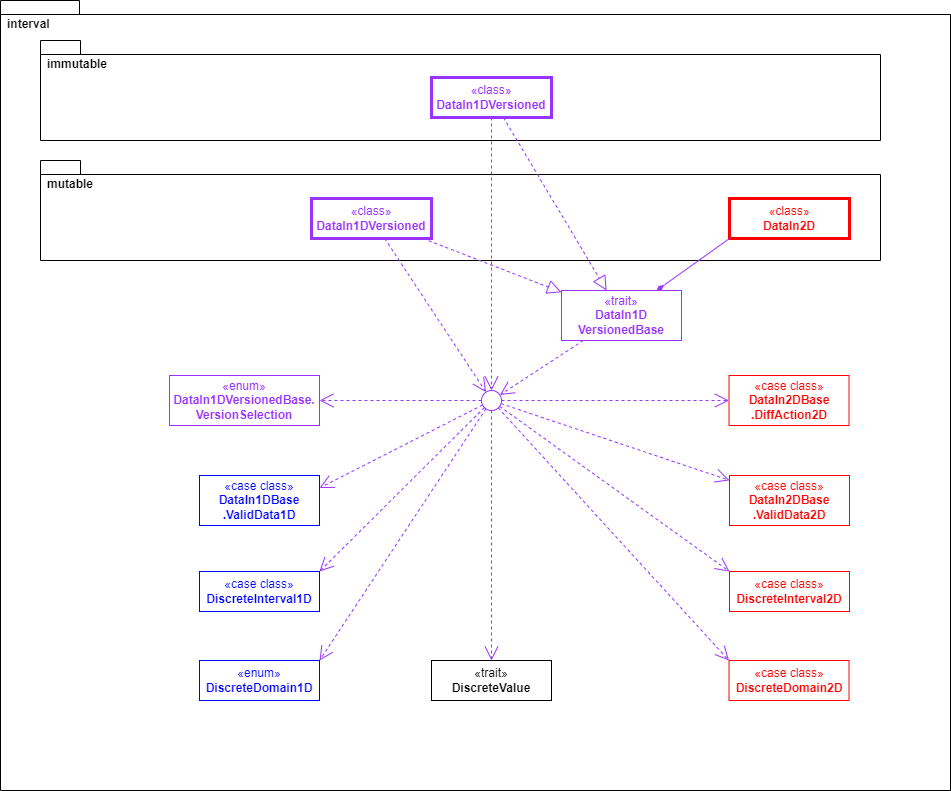 interval
immutable
«class»
DataIn1DVersioned
mutable
«class»
DataIn1DVersioned
«class»
DataIn2D
«trait»
DataIn1D
VersionedBase
«enum»
DataIn1DVersionedBase.
VersionSelection
«case class»
DataIn2DBase
.DiffAction2D
«case class»
DataIn1DBase
.ValidData1D
«case class»
DataIn2DBase
.ValidData2D
«case class»
DiscreteInterval1D
«case class»
DiscreteInterval2D
«enum»
DiscreteDomain1D
«trait»
DiscreteValue
«case class»
DiscreteDomain2D